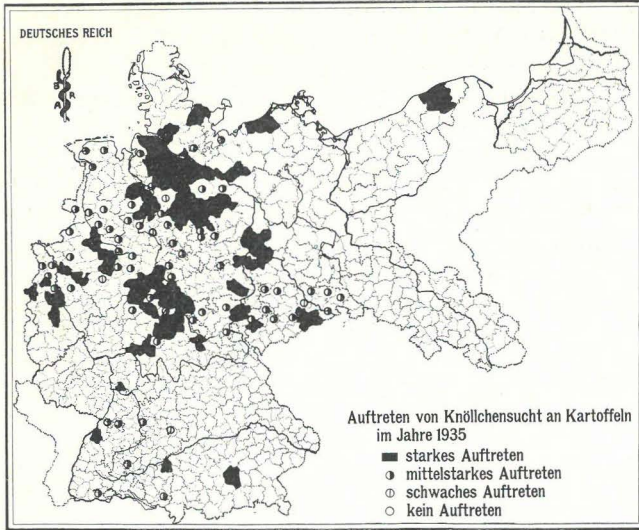 DEUTSCHES REICH
Auftreten von Knöllchensucht an Kartoffeln
im Jahre 1935
starkes Auftreten
mittelstarkes Auftreten
schwaches Auftreten
kein Auftreten